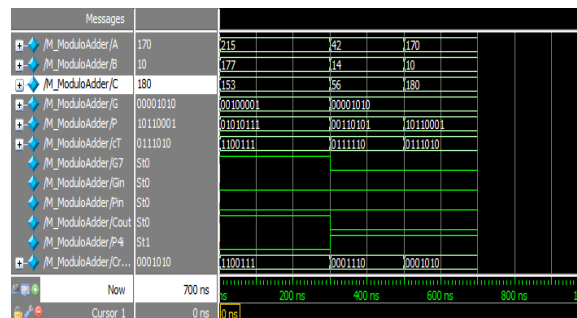 Messages
/M_ModuloAdder/A 170 215 42 170
/M_ModuloAdder/B 10 177 14 10
/M_ModuloAdder/C 180 153 56 180
/M_ModuloAdder/G 00001010 00100001 00001010
/M_ModuloAdder/P 10110001 01010111 00110101 10110001
/M_ModuloAdder/cT 0111010 1100111 0111110 0111010
/M_ModuloAdder/G7 St0
/M_ModuloAdder/Gin St0
/M_ModuloAdder/Pin St0
/M_ModuloAdder/Cout St0
/M_ModuloAdder/P4i St1
/M_ModuloAdder/Cr... 0001010 1100111 0001110 0001010
Now 700 ns ns 200 ns 400 ns 600 ns 800 ns 1
Cursor 1 0 ns 0 ns